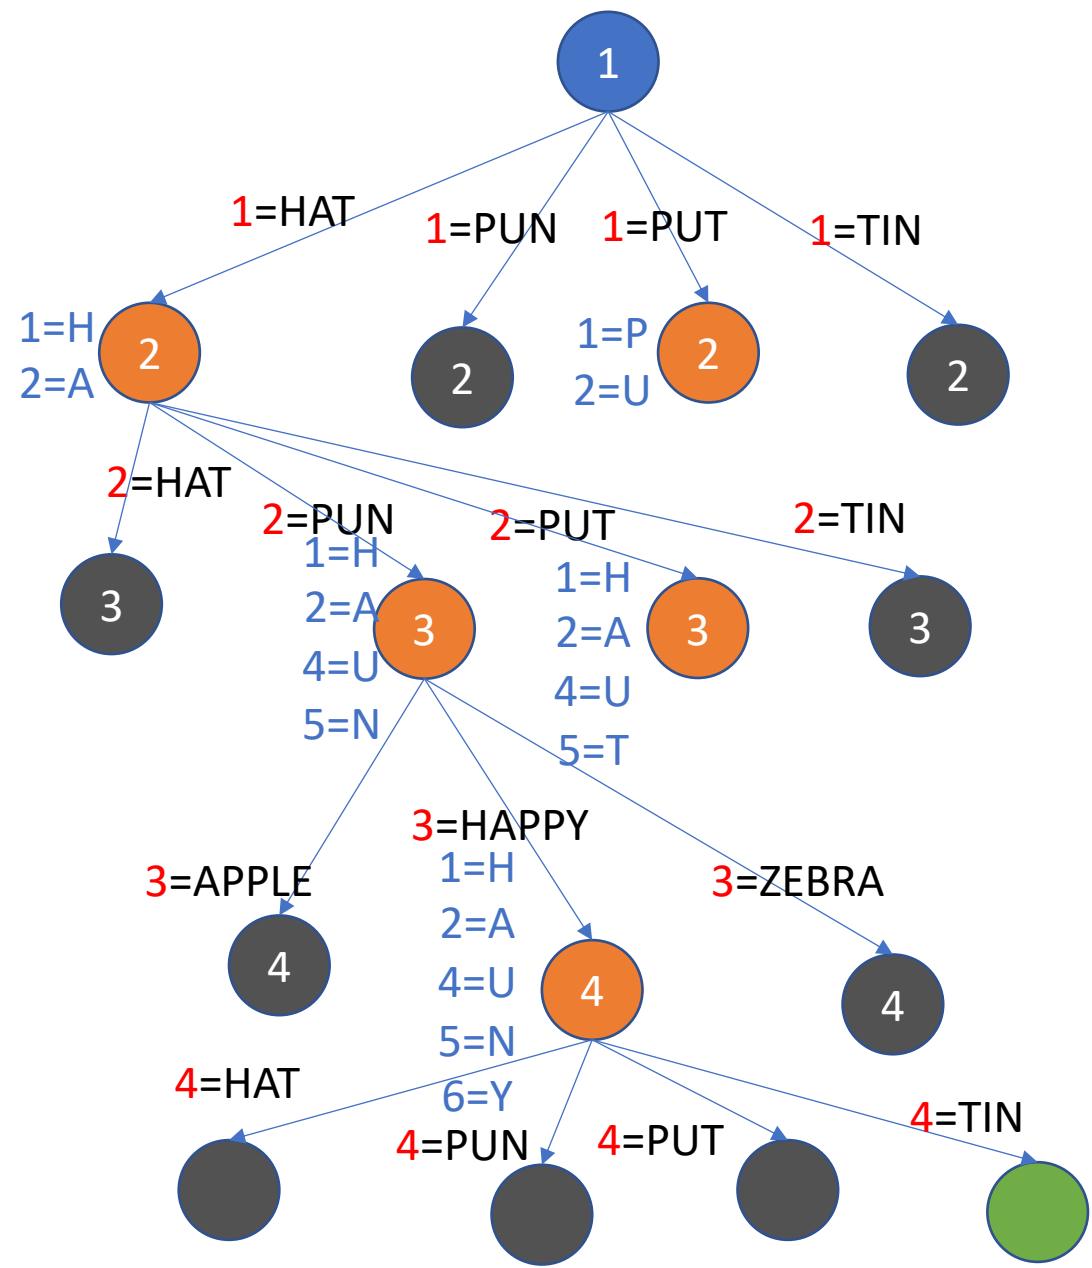 1
1=HAT
1=PUN
1=PUT
1=TIN
1=H
2=A
2
2
1=P
2=U
2
2
2=HAT
2=PUN
2=PUT
2=TIN
3
1=H
2=A
4=U
5=N
3
1=H
2=A
4=U
5=T
3
3
3=APPLE
3=HAPPY
3=ZEBRA
4
1=H
2=A
4=U
5=N
6=Y
4
4
4=HAT
4=PUN
4=PUT
4=TIN